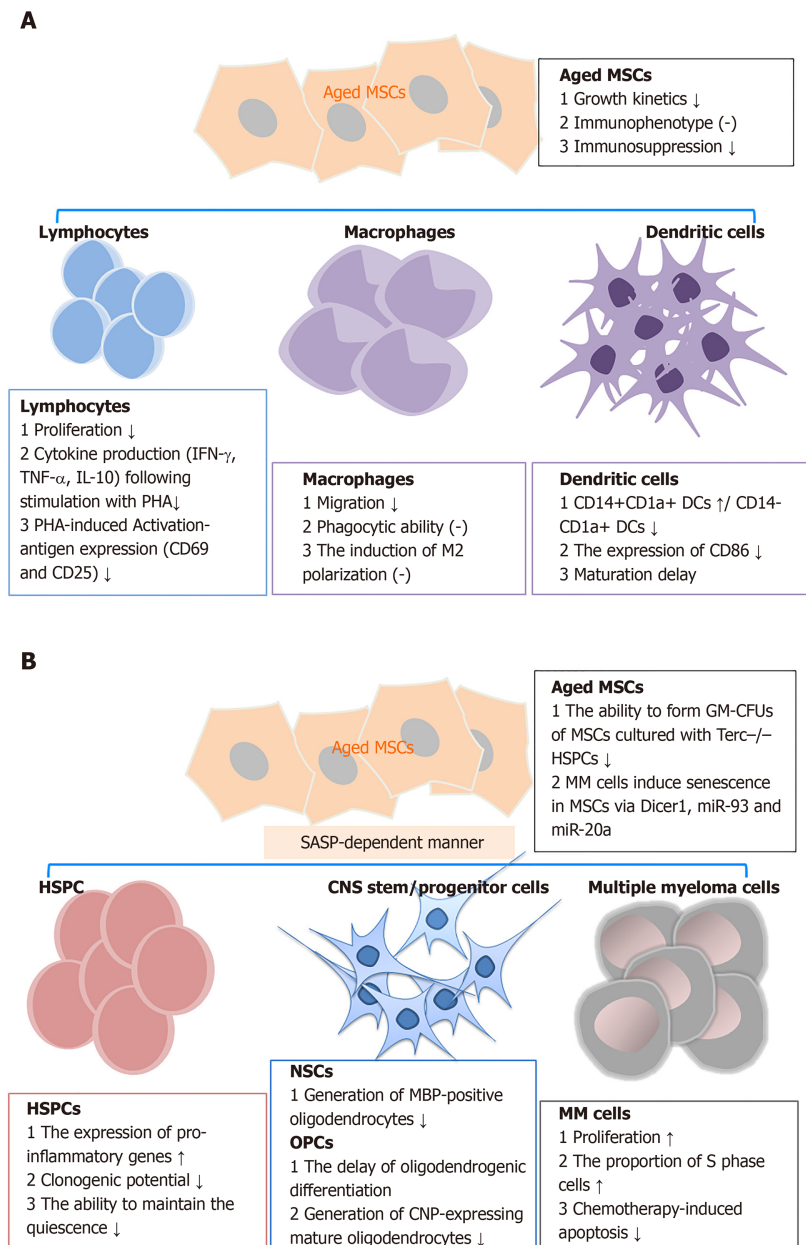 A
Aged MSCs
Aged MSCs
1 Growth kinetics ↓
2 Immunophenotype (-)
3 Immunosuppression ↓
Lymphocytes
Macrophages
Dendritic cells
Lymphocytes
1 Proliferation ↓
2 Cytokine production (IFN-γ,
TNF-α, IL-10) following
stimulation with PHA↓
3 PHA-induced Activation-
antigen expression (CD69
and CD25) ↓
Macrophages
1 Migration ↓
2 Phagocytic ability (-)
3 The induction of M2
polarization (-)
Dendritic cells
1 CD14+CD1a+ DCs ↑/ CD14-
CD1a+ DCs ↓
2 The expression of CD86 ↓
3 Maturation delay
B
Aged MSCs
Aged MSCs
1 The ability to form GM-CFUs
of MSCs cultured with Terc–/–
HSPCs ↓
2 MM cells induce senescence
in MSCs via Dicer1, miR-93 and
miR-20a
SASP-dependent manner
HSPC
CNS stem/progenitor cells
Multiple myeloma cells
HSPCs
1 The expression of pro-
inflammatory genes ↑
2 Clonogenic potential ↓
3 The ability to maintain the
quiescence ↓
NSCs
1 Generation of MBP-positive
oligodendrocytes ↓
OPCs
1 The delay of oligodendrogenic
differentiation
2 Generation of CNP-expressing
mature oligodendrocytes ↓
MM cells
1 Proliferation ↑
2 The proportion of S phase
cells ↑
3 Chemotherapy-induced
apoptosis ↓